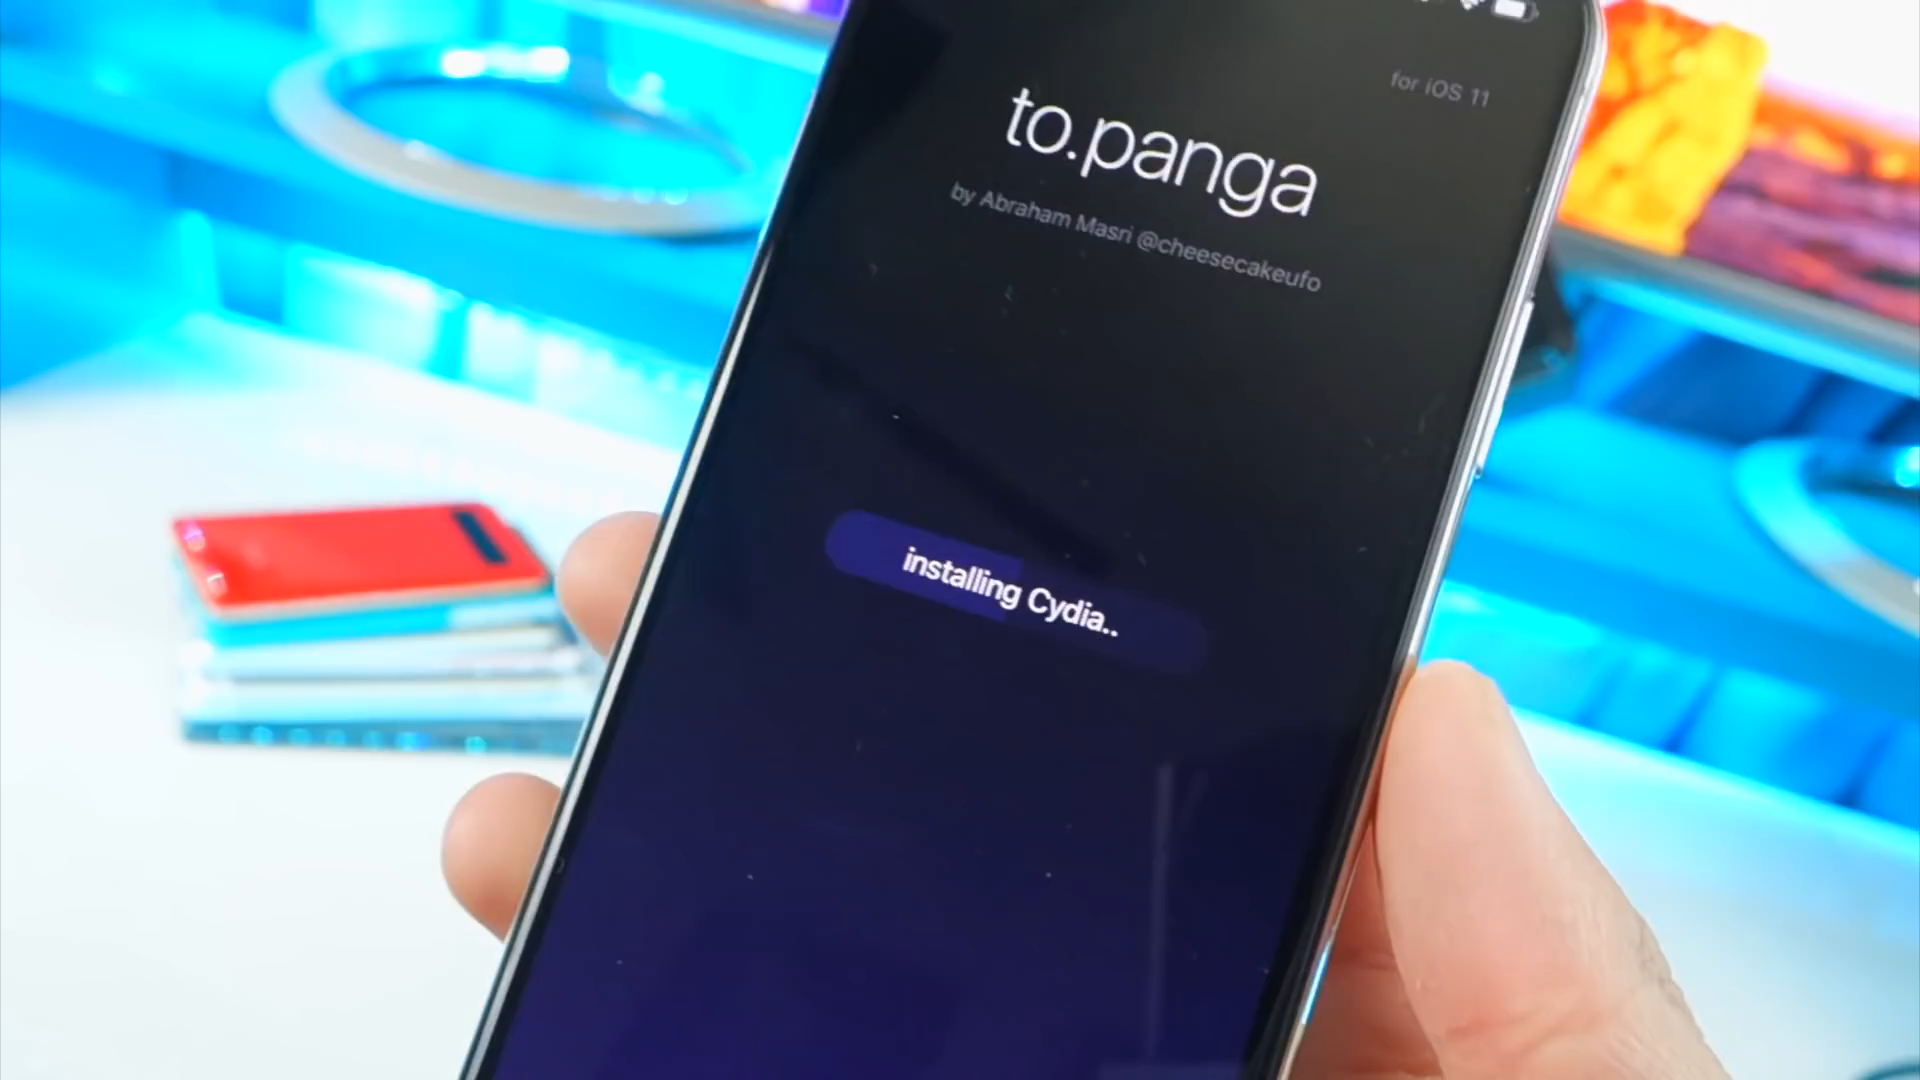 for iOS 11
to.panga
by Abraham Masri @cheesecakeufo
installing Cydia..